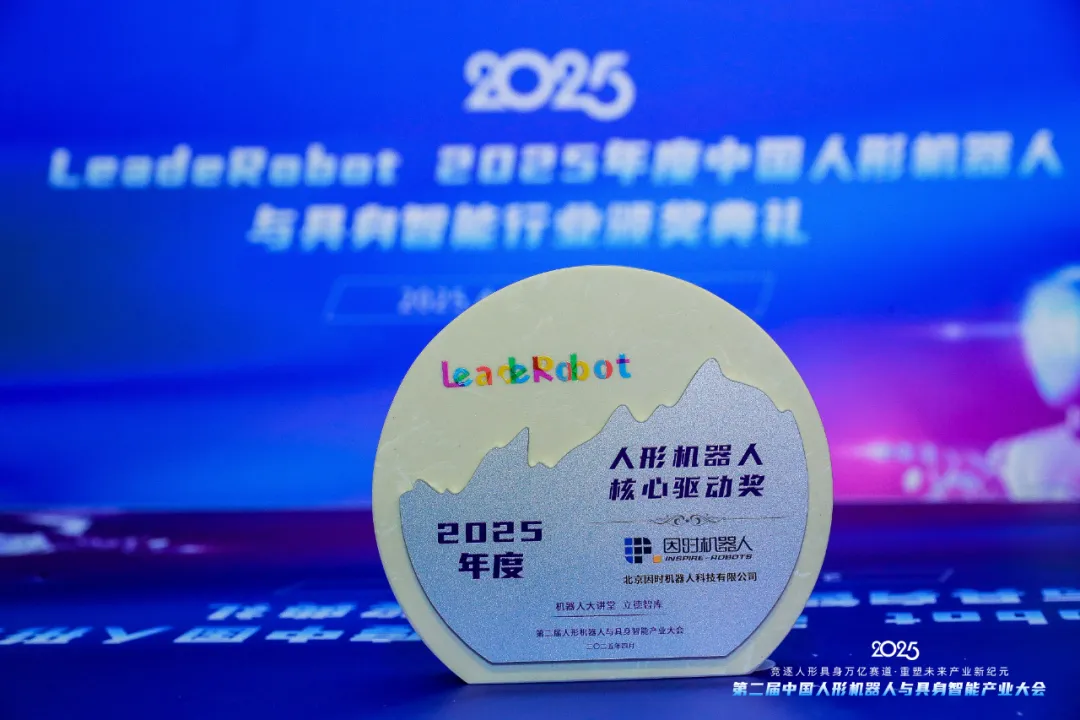 2025
LeadeRobot 2025年度中国人形机器人
与具身智能行业颁奖典礼
2025.
LeadeRobot
人形机器人
核心驱动奖
2025
年度
因时机器人
INSPIRE-ROBOTS
北京因时机器人科技有限公司
机器人大讲堂 立德智库
第二届人形机器人与具身智能产业大会
二〇二五年四月
2025
竞逐人形具身万亿赛道·重塑未来产业新纪元
第二届中国人形机器人与具身智能产业大会